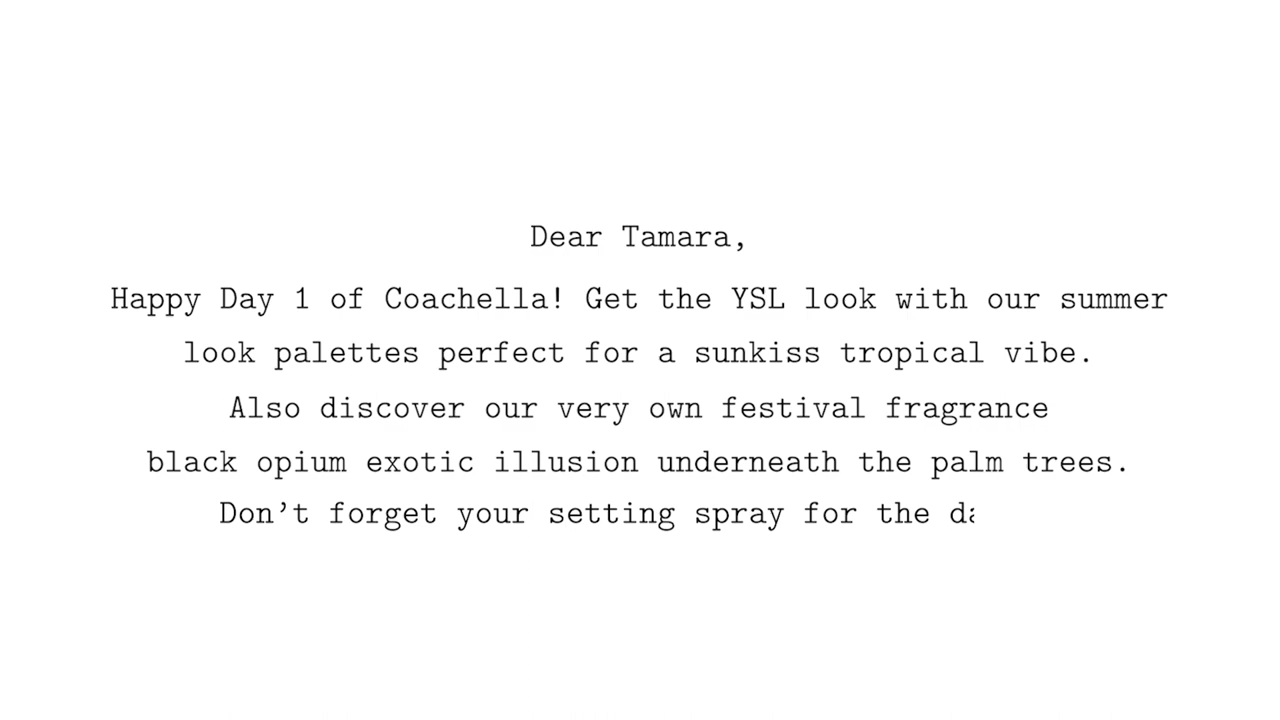 Dear Tamara,
Happy Day 1 of Coachella! Get the YSL look with our summer
look palettes perfect for a sunkiss tropical vibe.
Also discover our very own festival fragrance
black opium exotic illusion underneath the palm trees.
Don’t forget your setting spray for the